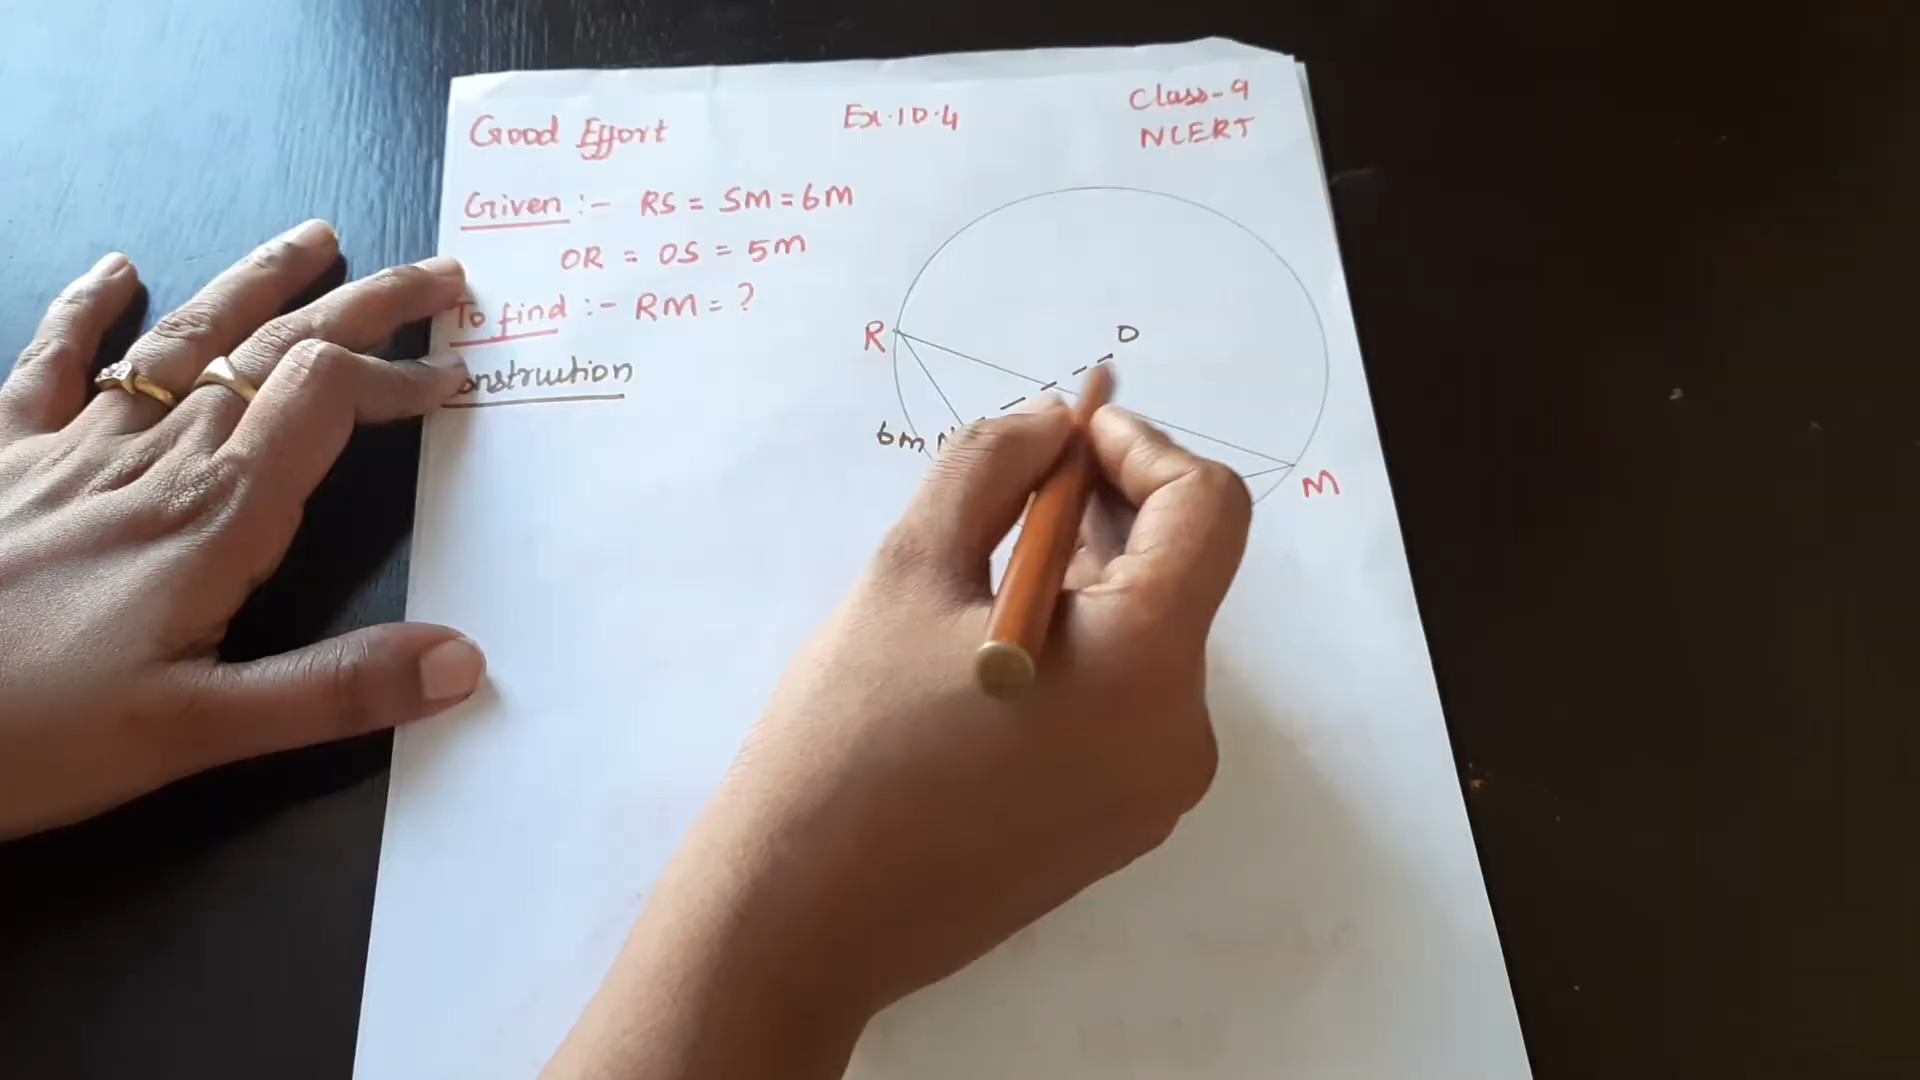 Good Effort
Ex.10.4
Class-9
NCERT
Given :- RS = SM = 6m
OR = OS = 5m
To find :- RM = ?
onstruction
O
R
6m N
M